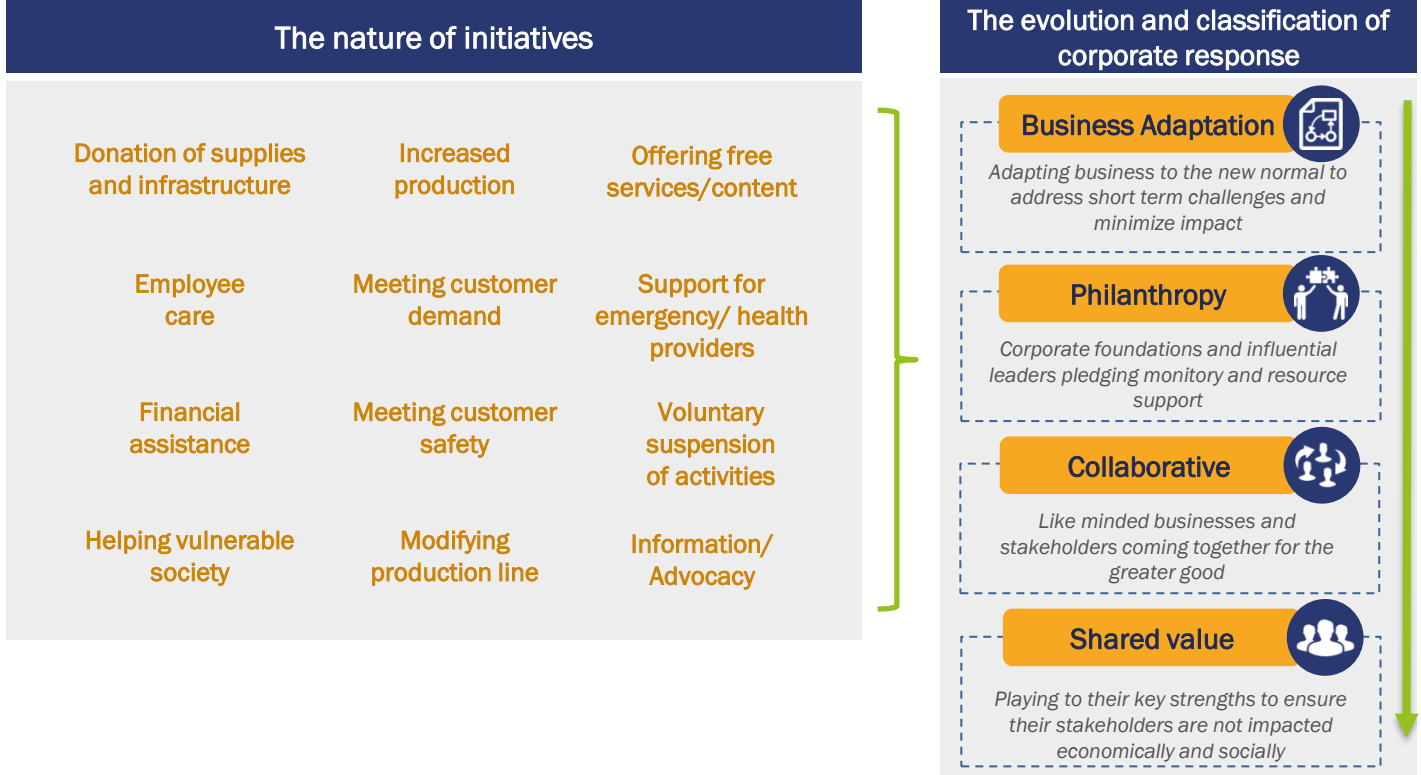 The nature of initiatives
Donation of supplies
and infrastructure
Increased
production
Offering free
services/content
Employee
care
Meeting customer
demand
Support for
emergency/ health
providers
Financial
assistance
Meeting customer
safety
Voluntary
suspension
of activities
Helping vulnerable
society
Modifying
production line
Information/
Advocacy
The evolution and classification of
corporate response
Business Adaptation
Adapting business to the new normal to
address short term challenges and
minimize impact
Philanthropy
Corporate foundations and influential
leaders pledging monitory and resource
support
Collaborative
Like minded businesses and
stakeholders coming together for the
greater good
Shared value
Playing to their key strengths to ensure
their stakeholders are not impacted
economically and socially